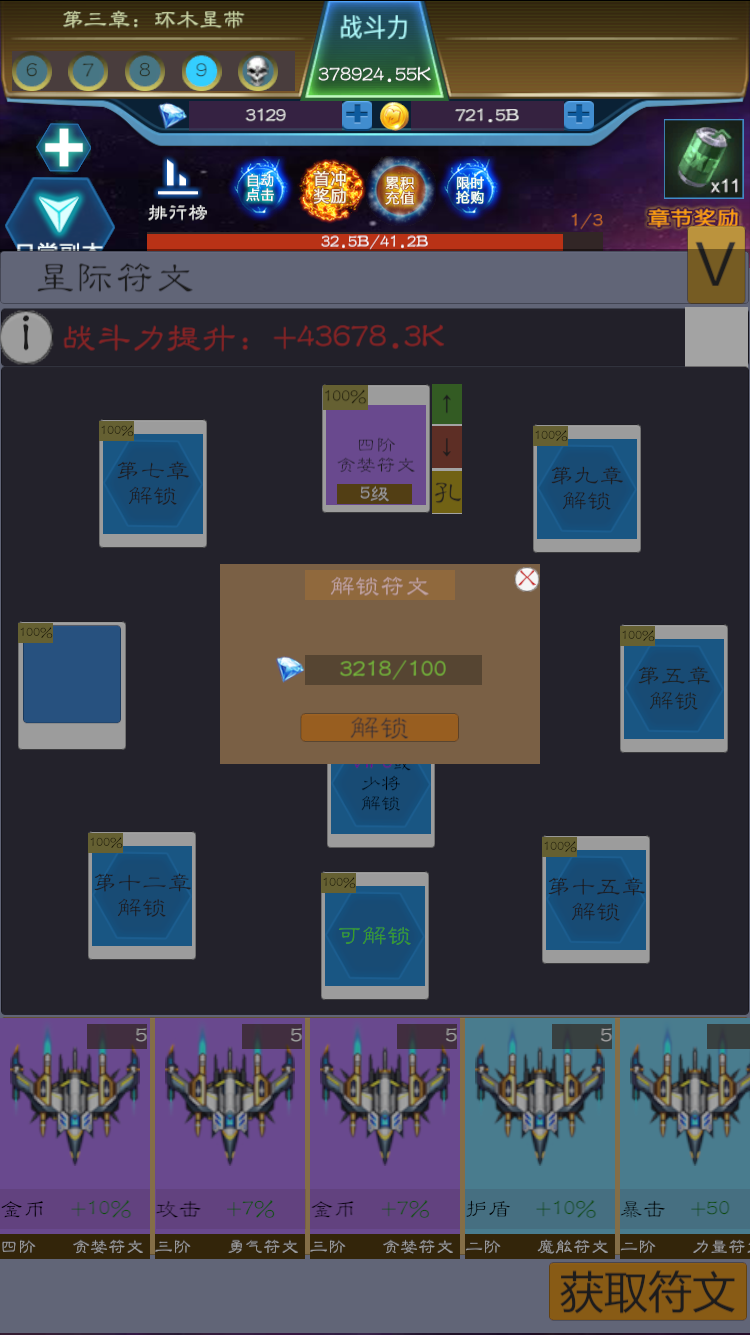 第三章：环木星带
战斗力
6 7 8 9
378924.55K
3129
721.5B
排行榜
自动
点击
首冲
奖励
累积
充值
限时
抢购
x11
1/3
章节奖励
32.5B/41.2B
星际符文
V
i
战斗力提升：+43678.3K
100%
四阶
贪婪符文
5级
↑
↓
孔
100%
第七章
解锁
100%
第九章
解锁
解锁符文
3218/100
解锁
100%
100%
第五章
解锁
少将
解锁
100%
第十二章
解锁
100%
可解锁
100%
第十五章
解锁
5 5 5 5
金币 +10% 攻击 +7% 金币 +7% 护盾 +10% 暴击 +50
四阶 贪婪符文 三阶 勇气符文 三阶 贪婪符文 二阶 魔能符文 二阶 力量符
获取符文